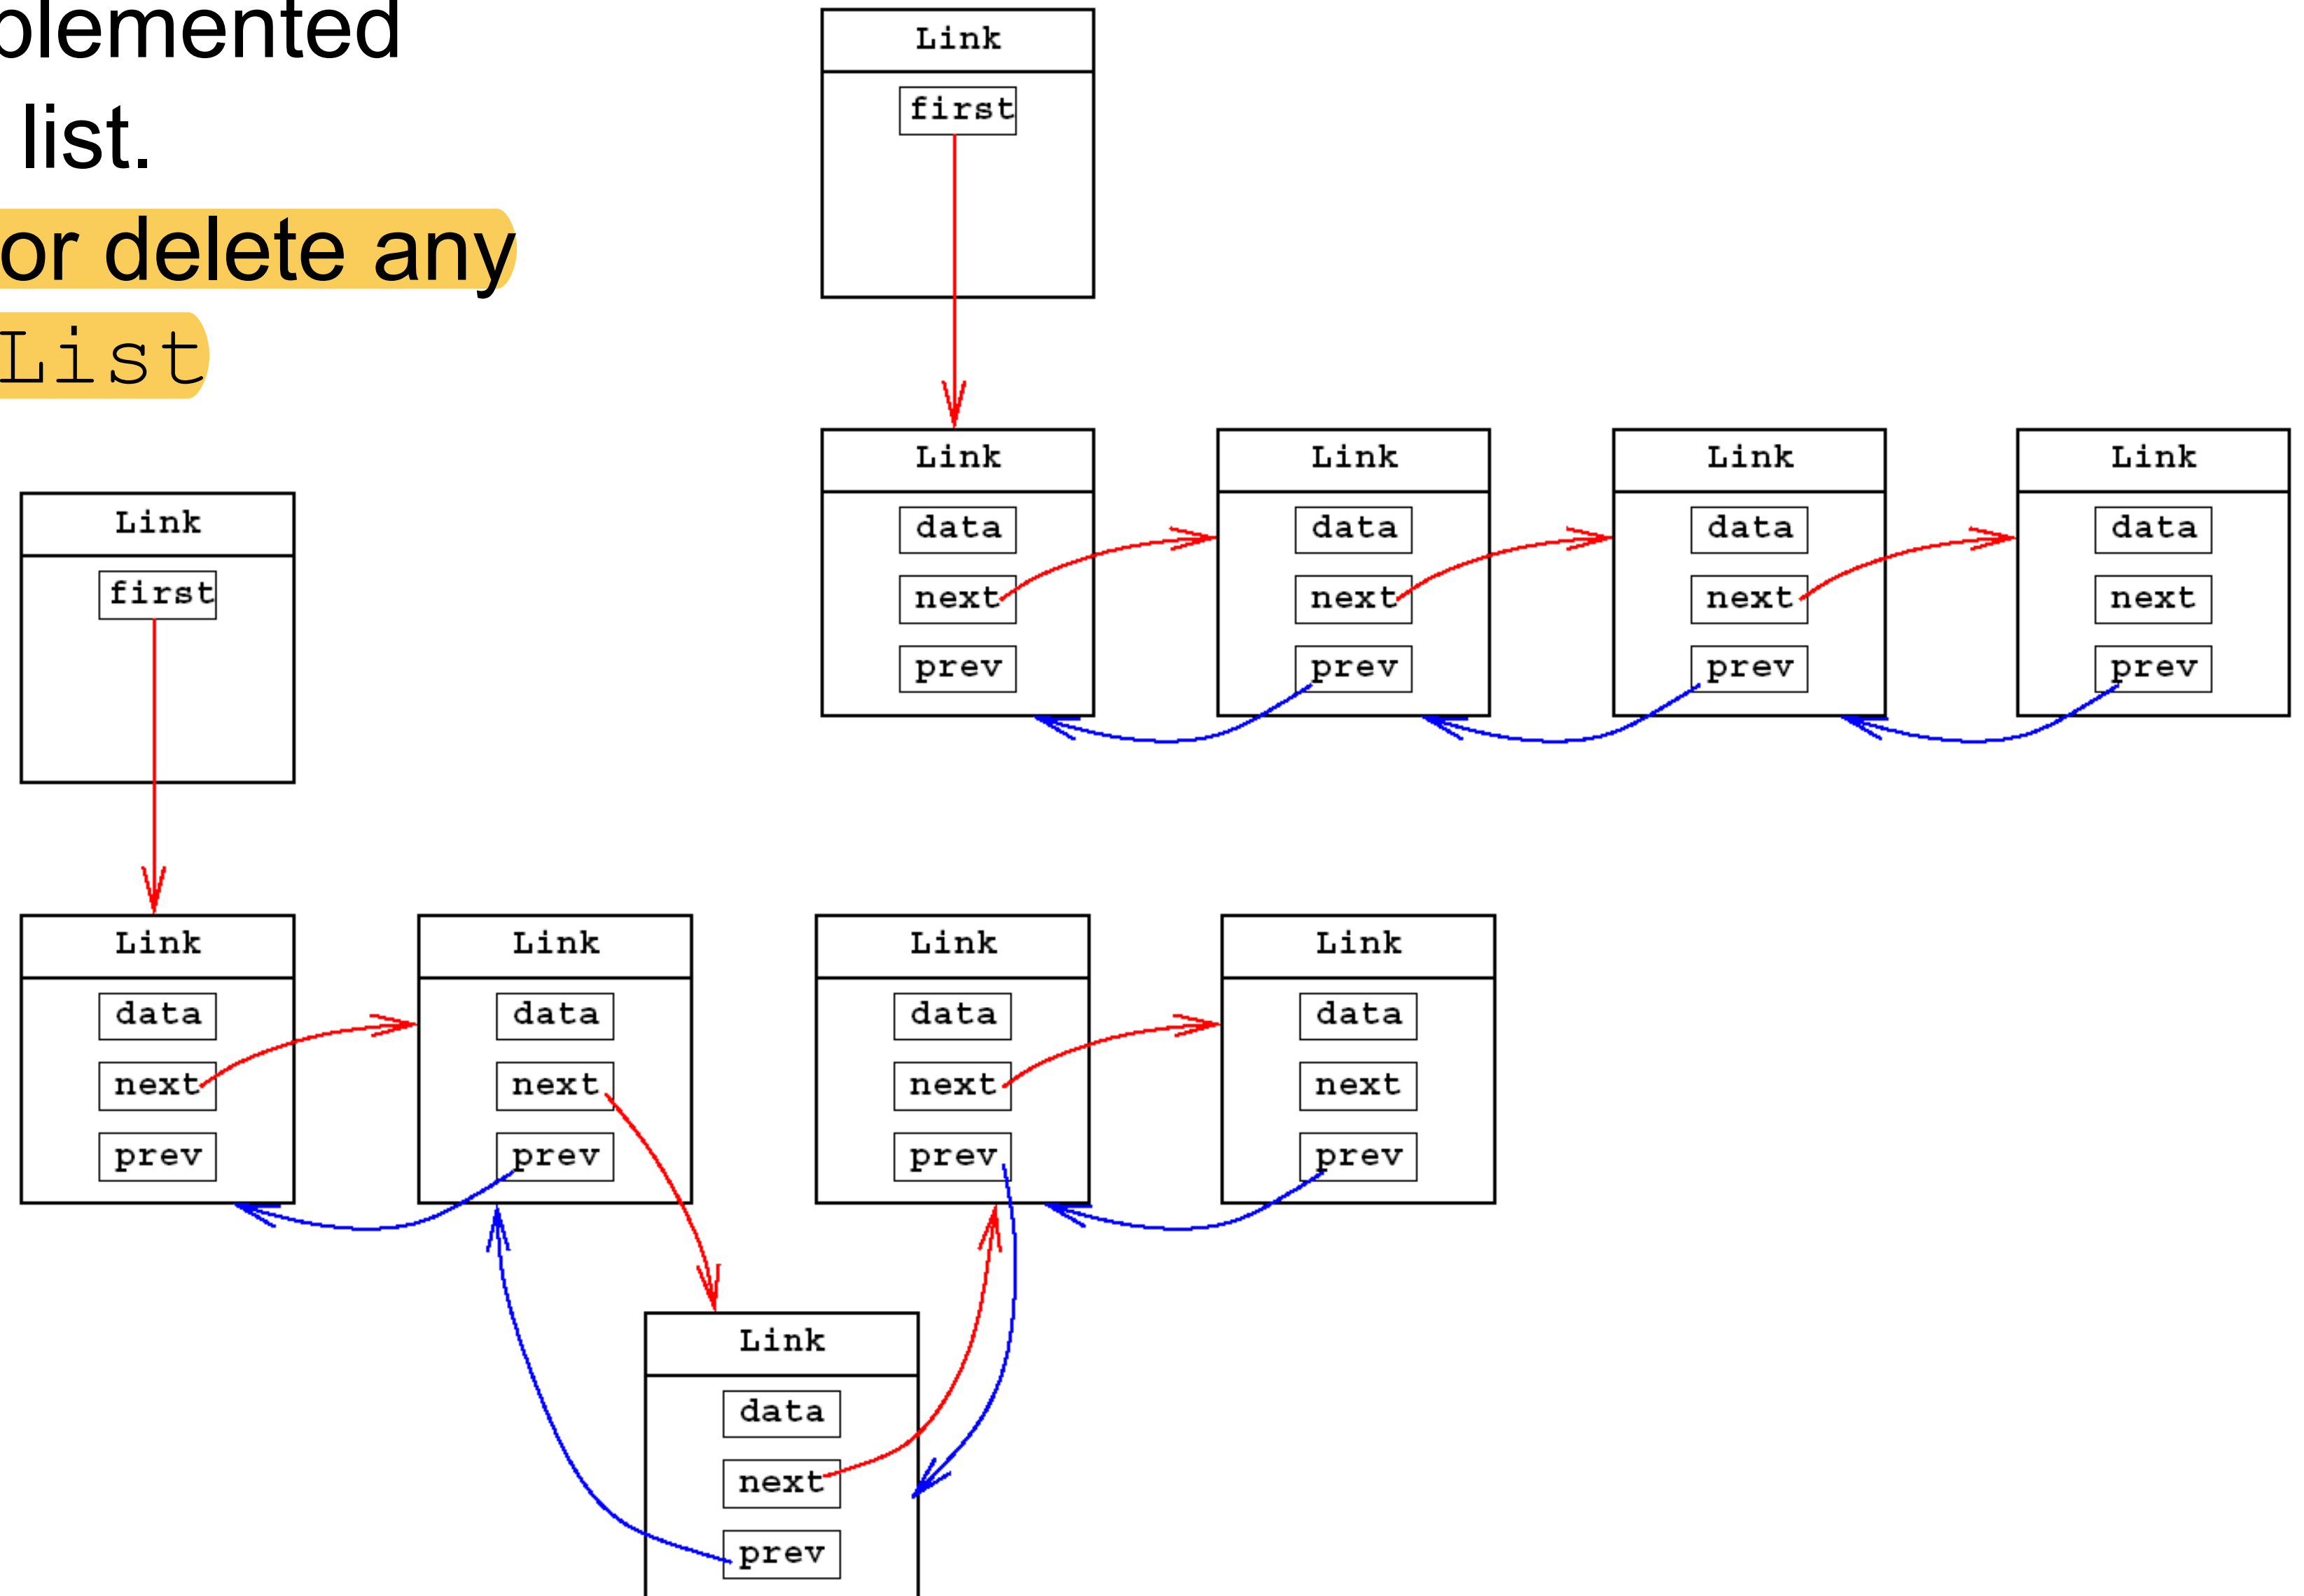 plemented
list.
or delete any
List
Link
first
Link Link Link Link
data data data data
next next next next
prev prev prev prev
Link
first
Link Link Link Link
data data data data
next next next next
prev prev prev prev
Link
data
next
prev